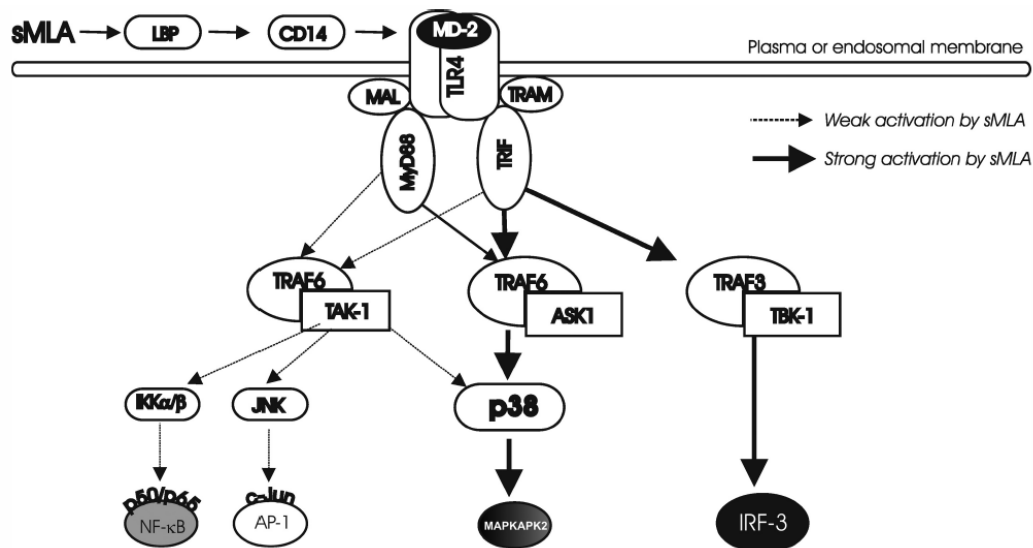 sMLA
LBP
CD14
MD-2
TLR4
Plasma or endosomal membrane
MAL
TRAM
MyD88
TRIF
Weak activation by sMLA
Strong activation by sMLA
TRAF6
TAK-1
TRAF6
ASK1
TRAF3
TBK-1
IKKα/β
JNK
p38
p50/p65
NF-κB
c-Jun
AP-1
MAPKAPK2
IRF-3